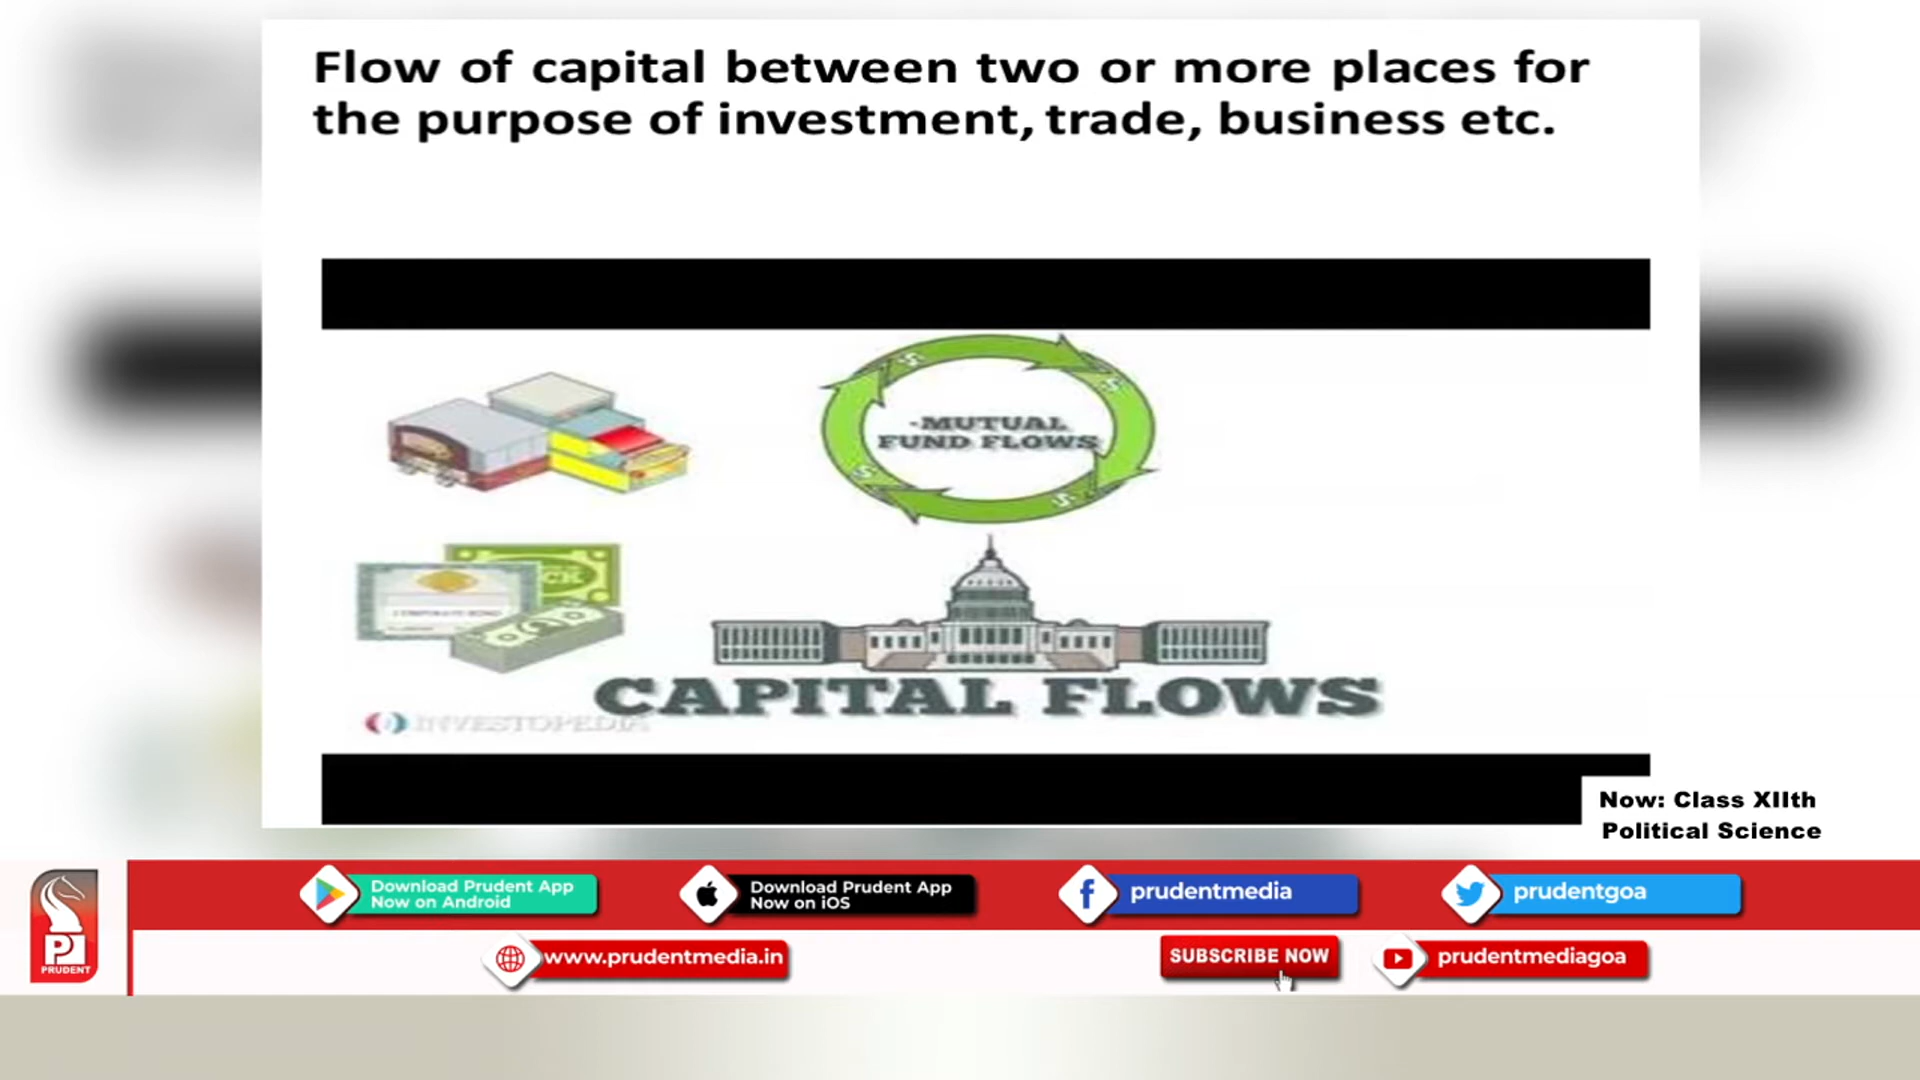 Flow of capital between two or more places for
the purpose of investment, trade, business etc.
-MUTUAL
FUND FLOWS
CAPITAL FLOWS
INVESTOPEDIA
Now: Class XIIth
Political Science
Download Prudent App
Now on Android
Download Prudent App
Now on iOS
prudentmedia
prudentgoa
PRUDENT
www.prudentmedia.in
SUBSCRIBE NOW
prudentmediagoa